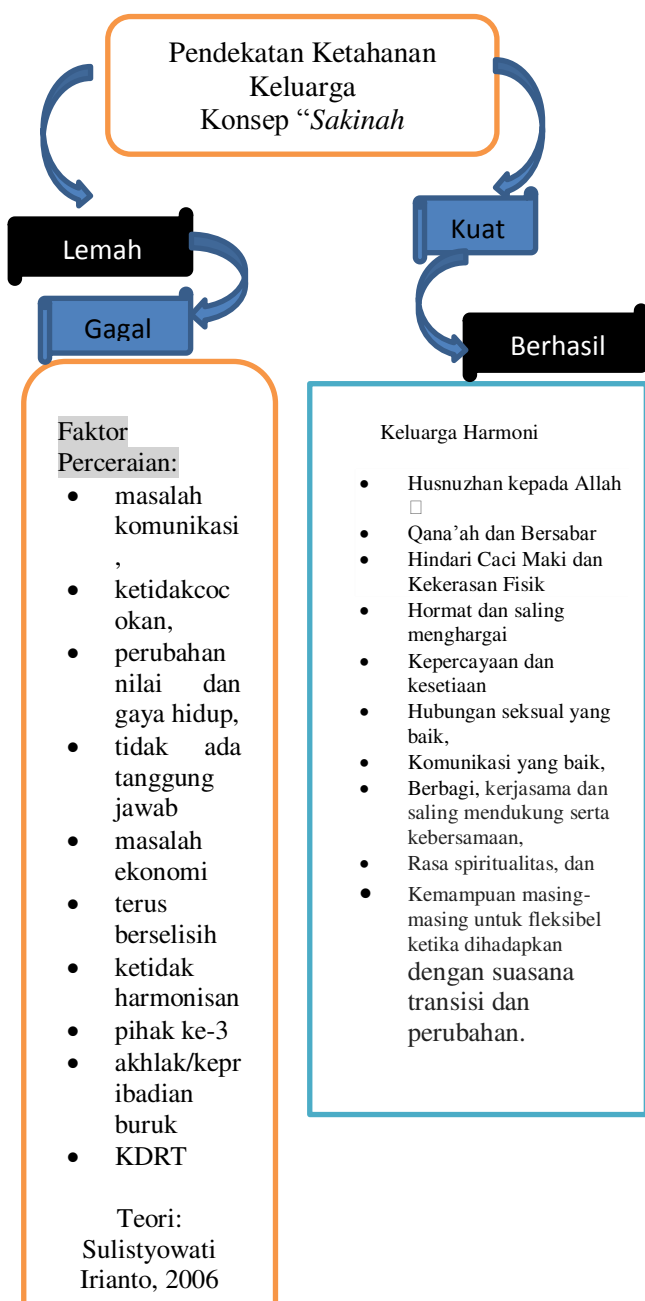 Pendekatan Ketahanan
Keluarga
Konsep “Sakinah
Lemah
Gagal
Faktor
Perceraian:
• masalah
komunikasi
,
• ketidakcoc
okan,
• perubahan
nilai dan
gaya hidup,
• tidak ada
tanggung
jawab
• masalah
ekonomi
• terus
berselisih
• ketidak
harmonisan
• pihak ke-3
• akhlak/kepr
ibadian
buruk
• KDRT
Teori:
Sulistyowati
Irianto, 2006
Kuat
Berhasil
Keluarga Harmoni
• Husnuzhan kepada Allah
□
• Qana’ah dan Bersabar
• Hindari Caci Maki dan
Kekerasan Fisik
• Hormat dan saling
menghargai
• Kepercayaan dan
kesetiaan
• Hubungan seksual yang
baik,
• Komunikasi yang baik,
• Berbagi, kerjasama dan
saling mendukung serta
kebersamaan,
• Rasa spiritualitas, dan
• Kemampuan masing-
masing untuk fleksibel
ketika dihadapkan
dengan suasana
transisi dan
perubahan.